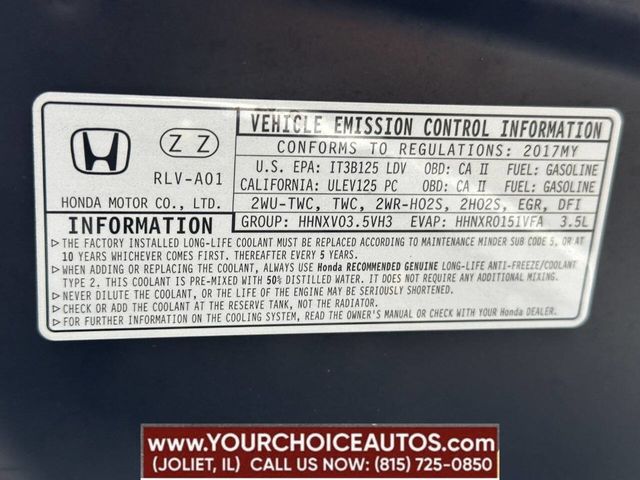 VEHICLE EMISSION CONTROL INFORMATION
CONFORMS TO REGULATIONS: 2017MY
Z Z
RLV-A01
HONDA MOTOR CO., LTD.
U.S. EPA: IT3B125 LDV OBD: CA II FUEL: GASOLINE
CALIFORNIA: ULEV125 PC OBD: CA II FUEL: GASOLINE
2WU-TWC, TWC, 2WR-HO2S, 2HO2S, EGR, DFI
GROUP: HHNXV03.5VH3 EVAP: HHNXR0151VFA 3.5L
INFORMATION
▷THE FACTORY INSTALLED LONG-LIFE COOLANT MUST BE REPLACED ACCORDING TO MAINTENANCE MINDER SUB CODE 5, OR AT
10 YEARS WHICHEVER COMES FIRST. THEREAFTER EVERY 5 YEARS.
▷WHEN ADDING OR REPLACING THE COOLANT, ALWAYS USE Honda RECOMMENDED GENUINE LONG-LIFE ANTI-FREEZE/COOLANT
TYPE 2. THIS COOLANT IS PRE-MIXED WITH 50% DISTILLED WATER. IT DOES NOT REQUIRE ANY ADDITIONAL MIXING.
▷NEVER DILUTE THE COOLANT, OR THE LIFE OF THE ENGINE MAY BE SERIOUSLY SHORTENED.
▷CHECK OR ADD THE COOLANT AT THE RESERVE TANK, NOT THE RADIATOR.
▷FOR FURTHER INFORMATION ON THE COOLING SYSTEM, READ THE OWNER'S MANUAL OR CHECK WITH YOUR Honda DEALER.
WWW.YOURCHOICEAUTOS.COM
(JOLIET, IL) CALL US NOW: (815) 725-0850